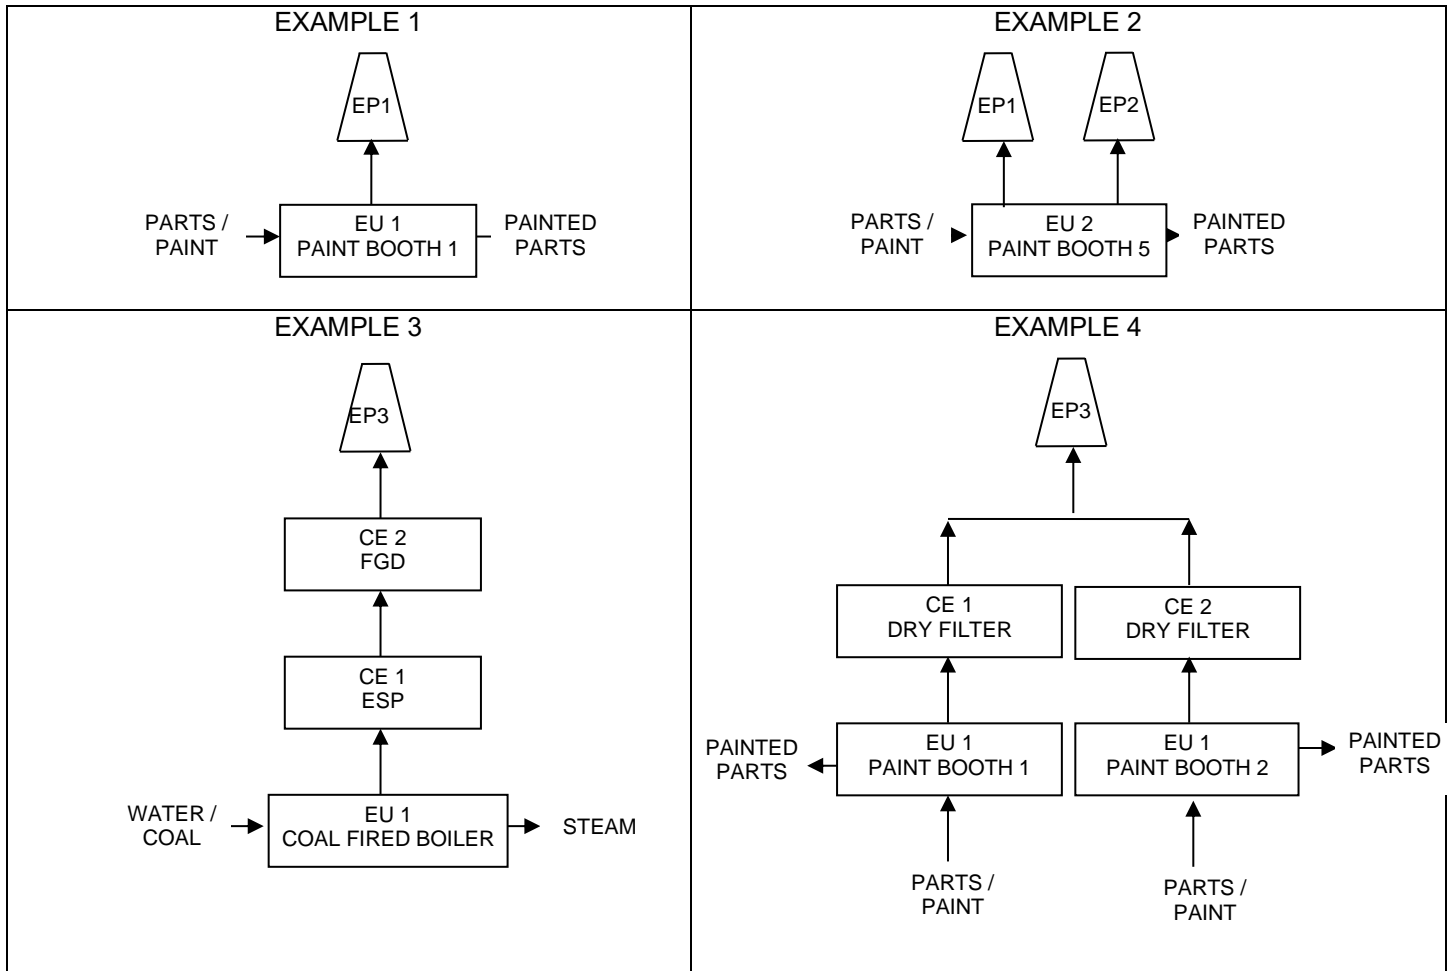 EXAMPLE 1
EP1
PARTS /
PAINT
EU 1
PAINT BOOTH 1
PAINTED
PARTS
EXAMPLE 2
EP1
EP2
PARTS /
PAINT
EU 2
PAINT BOOTH 5
PAINTED
PARTS
EXAMPLE 3
EP3
CE 2
FGD
CE 1
ESP
WATER /
COAL
EU 1
COAL FIRED BOILER
STEAM
EXAMPLE 4
EP3
CE 1
DRY FILTER
CE 2
DRY FILTER
PAINTED
PARTS
EU 1
PAINT BOOTH 1
EU 1
PAINT BOOTH 2
PAINTED
PARTS
PARTS /
PAINT
PARTS /
PAINT